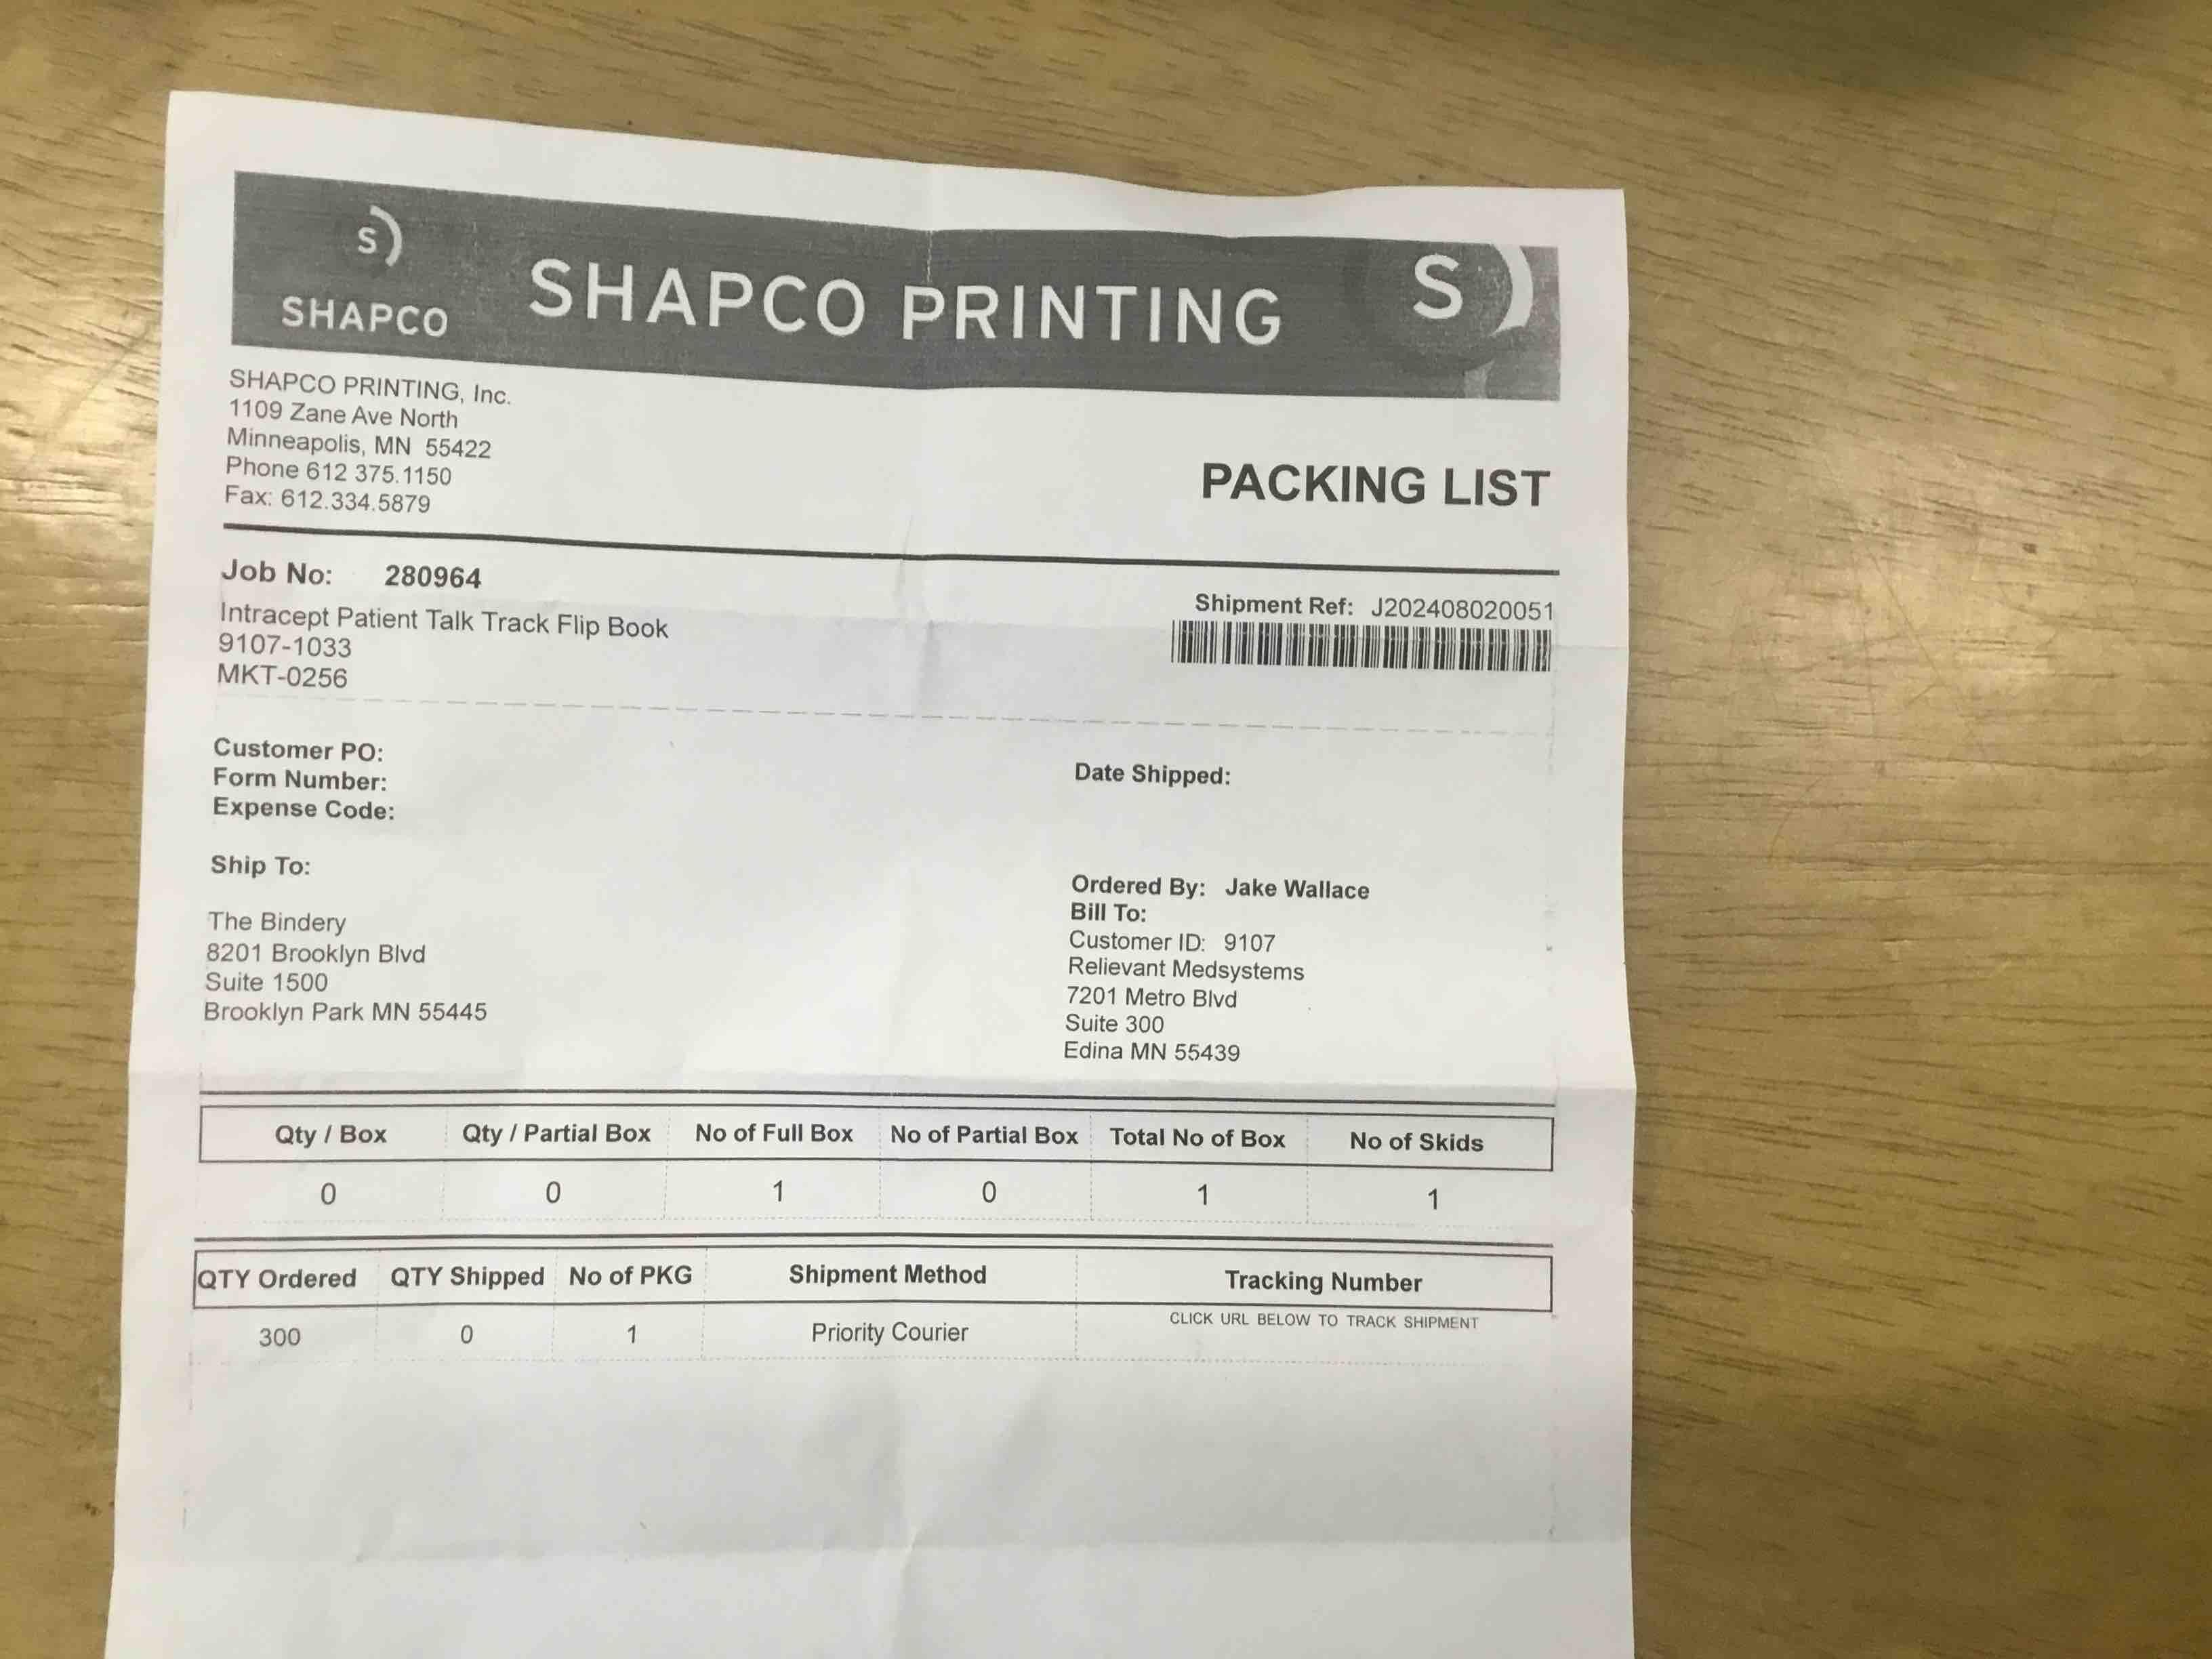 S)
SHAPCO
SHAPCO PRINTING
S)
SHAPCO PRINTING, Inc.
1109 Zane Ave North
Minneapolis, MN 55422
Phone 612 375.1150
Fax: 612.334.5879
PACKING LIST
Job No: 280964
Intracept Patient Talk Track Flip Book
9107-1033
MKT-0256
Shipment Ref: J202408020051
Customer PO:
Form Number:
Expense Code:
Date Shipped:
Ship To:
The Bindery
8201 Brooklyn Blvd
Suite 1500
Brooklyn Park MN 55445
Ordered By: Jake Wallace
Bill To:
Customer ID: 9107
Relievant Medsystems
7201 Metro Blvd
Suite 300
Edina MN 55439
Qty / Box Qty / Partial Box No of Full Box No of Partial Box Total No of Box No of Skids
0 0 1 0 1 1
QTY Ordered QTY Shipped No of PKG Shipment Method Tracking Number
300 0 1 Priority Courier CLICK URL BELOW TO TRACK SHIPMENT